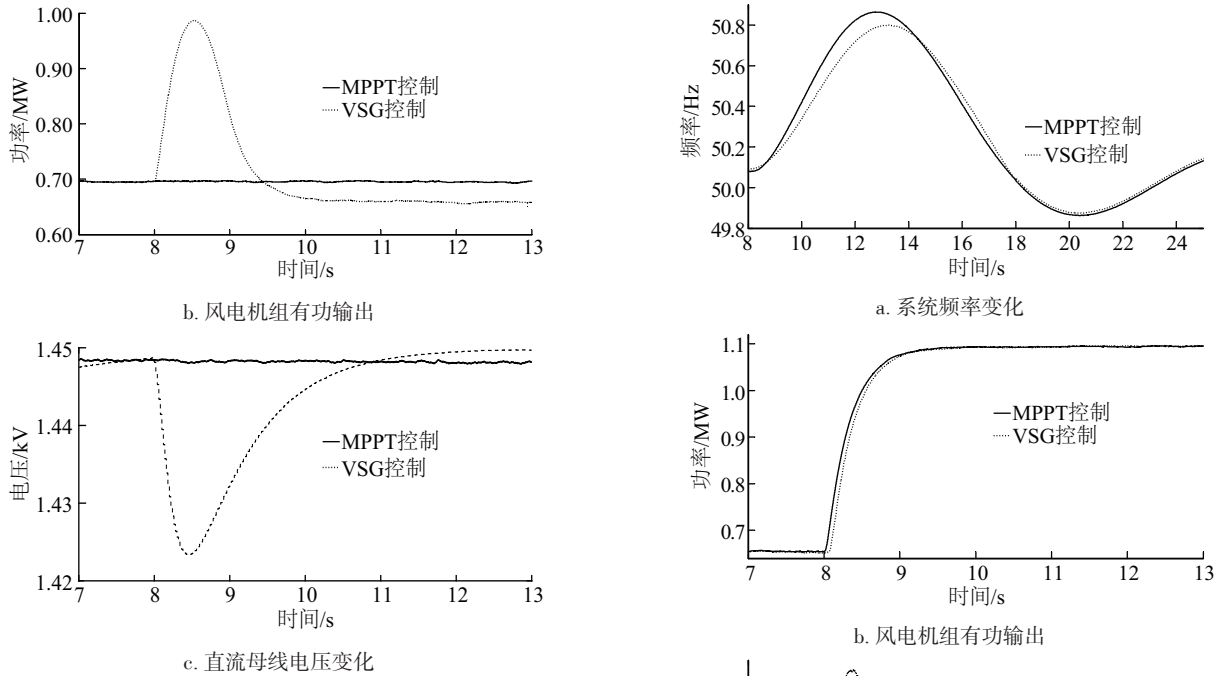 1.00
0.90
0.80
0.70
0.60
功率/MW
MPPT控制
VSG控制
7 8 9 10 11 12 13
时间/s
b. 风电机组有功输出
1.45
1.44
1.43
1.42
电压/kV
MPPT控制
VSG控制
7 8 9 10 11 12 13
时间/s
c. 直流母线电压变化
50.8
50.6
50.4
50.2
50.0
49.8
频率/Hz
MPPT控制
VSG控制
8 10 12 14 16 18 20 22 24
时间/s
a. 系统频率变化
1.1
1.0
0.9
0.8
0.7
功率/MW
MPPT控制
VSG控制
7 8 9 10 11 12 13
时间/s
b. 风电机组有功输出